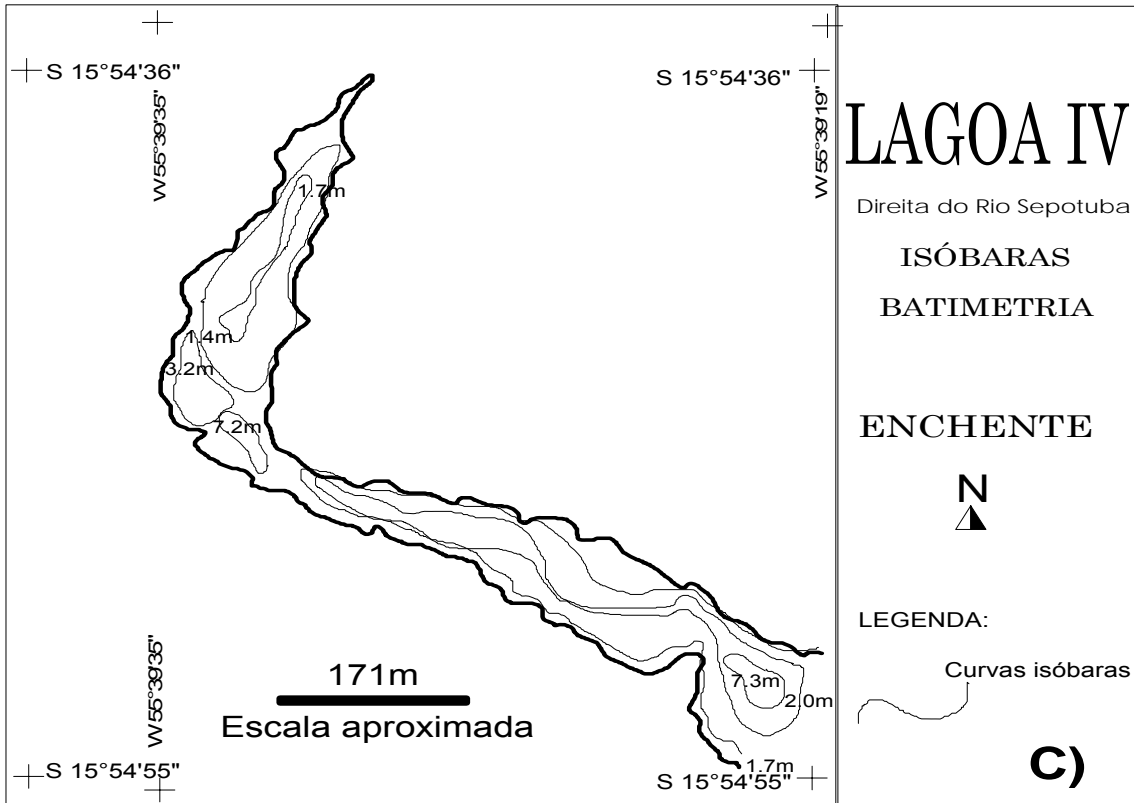 S 15°54'36"
S 15°54'36"
W55°39'35"
W55°39'19"
1.7m
1.4m
3.2m
7.2m
7.3m
2.0m
1.7m
W55°39'35"
171m
Escala aproximada
S 15°54'55"
S 15°54'55"
LAGOA IV
Direita do Rio Sepotuba
ISÓBARAS
BATIMETRIA
ENCHENTE
N
LEGENDA:
Curvas isóbaras
C)